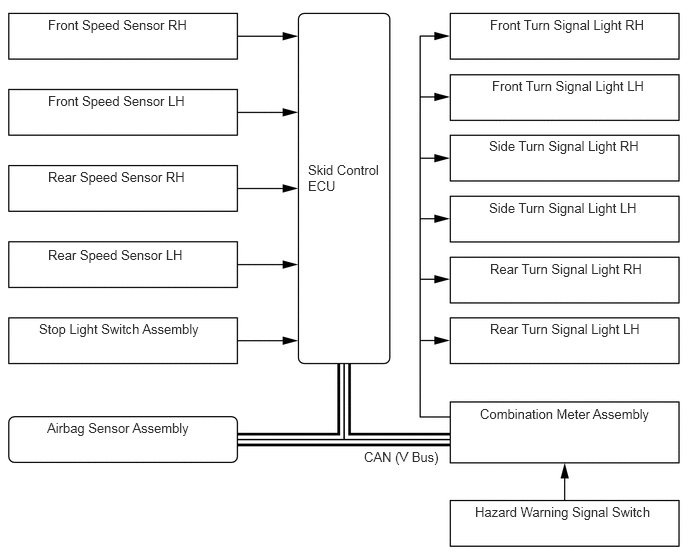 Front Speed Sensor RH
Front Speed Sensor LH
Rear Speed Sensor RH
Rear Speed Sensor LH
Stop Light Switch Assembly
Airbag Sensor Assembly
Skid Control
ECU
CAN (V Bus)
Front Turn Signal Light RH
Front Turn Signal Light LH
Side Turn Signal Light RH
Side Turn Signal Light LH
Rear Turn Signal Light RH
Rear Turn Signal Light LH
Combination Meter Assembly
Hazard Warning Signal Switch